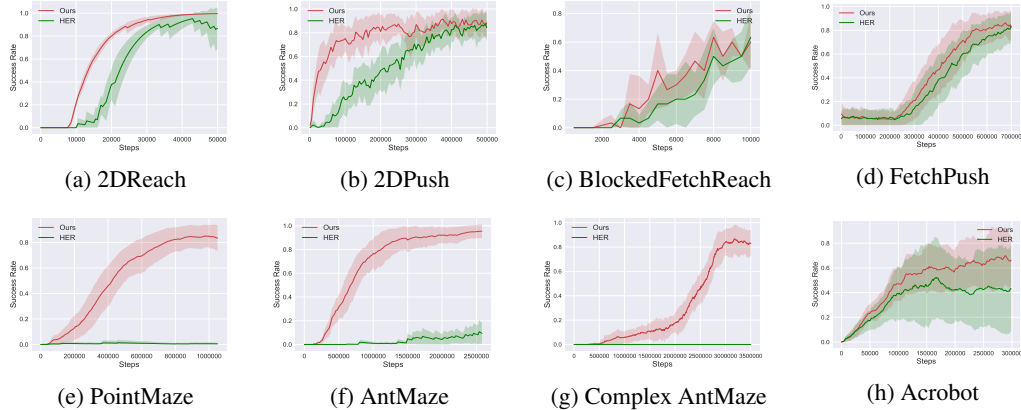 Ours
HER
Success Rate
1.0
0.8
0.6
0.4
0.2
0.0
0
10000
20000
30000
40000
50000
Steps
(a) 2DReach
Ours
HER
Success Rate
1.0
0.8
0.6
0.4
0.2
0.0
0
100000
200000
300000
400000
500000
Steps
(b) 2DPush
Ours
HER
Success Rate
0.8
0.6
0.4
0.2
0.0
2000
4000
6000
8000
10000
Steps
(c) BlockedFetchReach
Ours
HER
Success Rate
1.0
0.8
0.6
0.4
0.2
0.0
0
100000
200000
300000
400000
500000
600000
Steps
(d) FetchPush
Ours
HER
Success Rate
0.8
0.6
0.4
0.2
0.0
0
200000
400000
600000
800000
1000000
Steps
(e) PointMaze
Ours
HER
Success Rate
1.0
0.8
0.6
0.4
0.2
0.0
0
500000
1000000
1500000
2000000
2500000
Steps
(f) AntMaze
Ours
HER
Success Rate
1.0
0.8
0.6
0.4
0.2
0.0
0
500000
1000000
1500000
2000000
2500000
3000000
3500000
Steps
(g) Complex AntMaze
Ours
HER
Success Rate
0.8
0.6
0.4
0.2
0.0
0
50000
100000
150000
200000
250000
Steps
(h) Acrobot